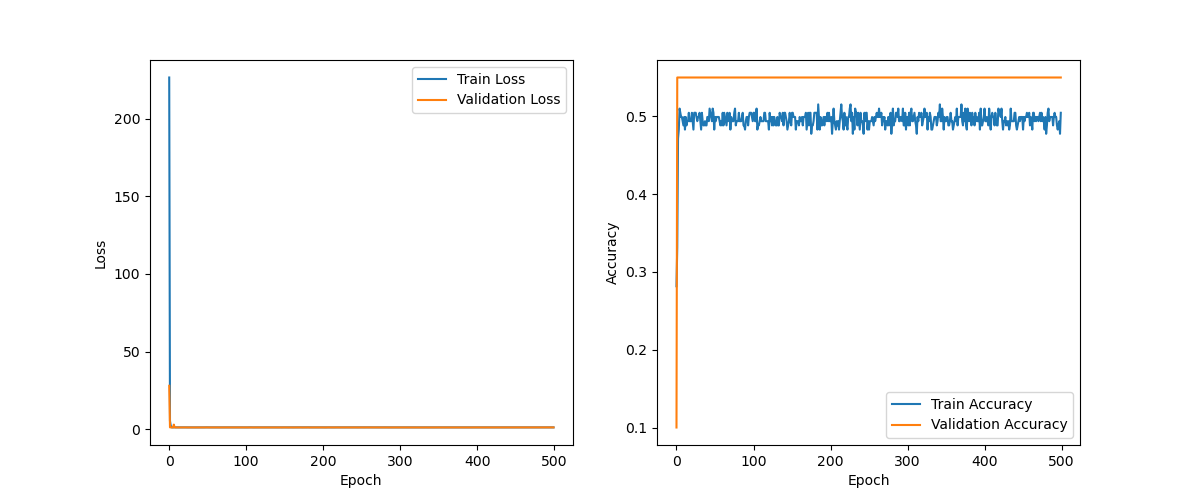 200
150
100
50
0
Loss
0 100 200 300 400 500
Epoch
Train Loss
Validation Loss
0.5
0.4
0.3
0.2
0.1
Accuracy
0 100 200 300 400 500
Epoch
Train Accuracy
Validation Accuracy